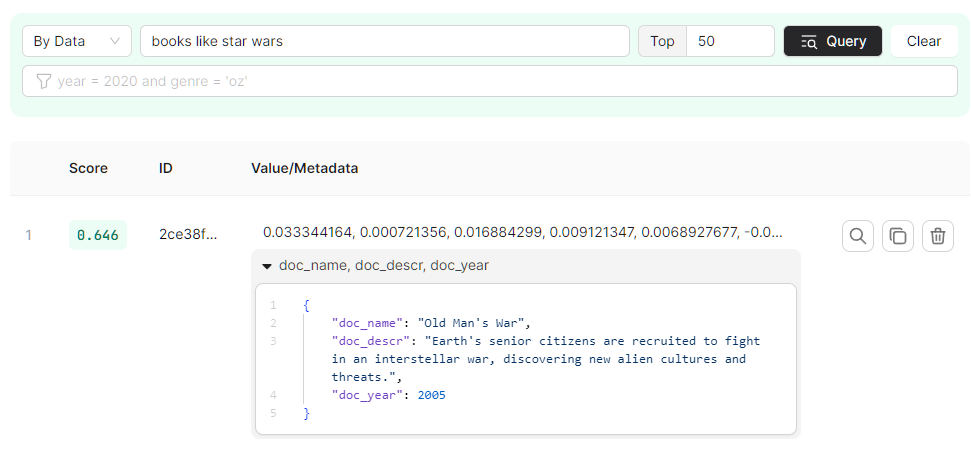 By Data books like star wars Top 50 Query Clear
year = 2020 and genre = 'oz'
Score ID Value/Metadata
1 0.646 2ce38f... 0.033344164, 0.000721356, 0.016884299, 0.009121347, 0.0068927677, -0.0...
doc_name, doc_descr, doc_year
1 {
2 "doc_name": "Old Man's War",
3 "doc_descr": "Earth's senior citizens are recruited to fight
in an interstellar war, discovering new alien cultures and
threats.",
4 "doc_year": 2005
5 }